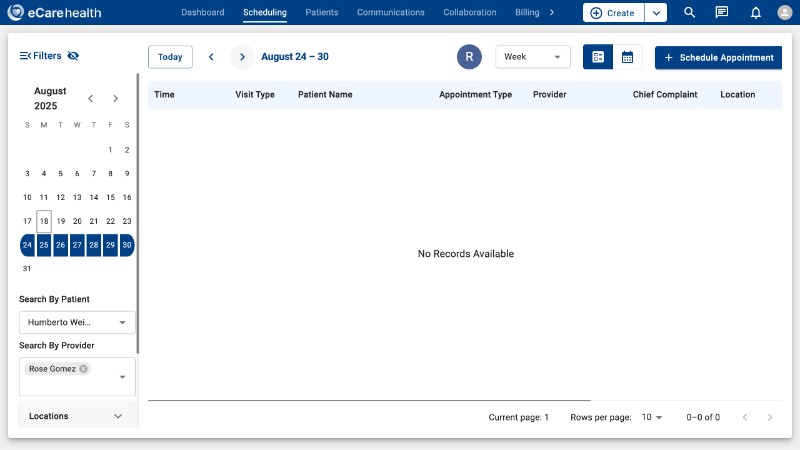 eCarehealth
Dashboard Scheduling Patients Communications Collaboration Billing Create
Filters
Today August 24 – 30 R Week Schedule Appointment
August
2025
S M T W T F S
1 2
3 4 5 6 7 8 9
10 11 12 13 14 15 16
17 18 19 20 21 22 23
24 25 26 27 28 29 30
31
Search By Patient
Humberto Wei...
Search By Provider
Rose Gomez
Locations
Time Visit Type Patient Name Appointment Type Provider Chief Complaint Location
No Records Available
Current page: 1 Rows per page: 10 0–0 of 0